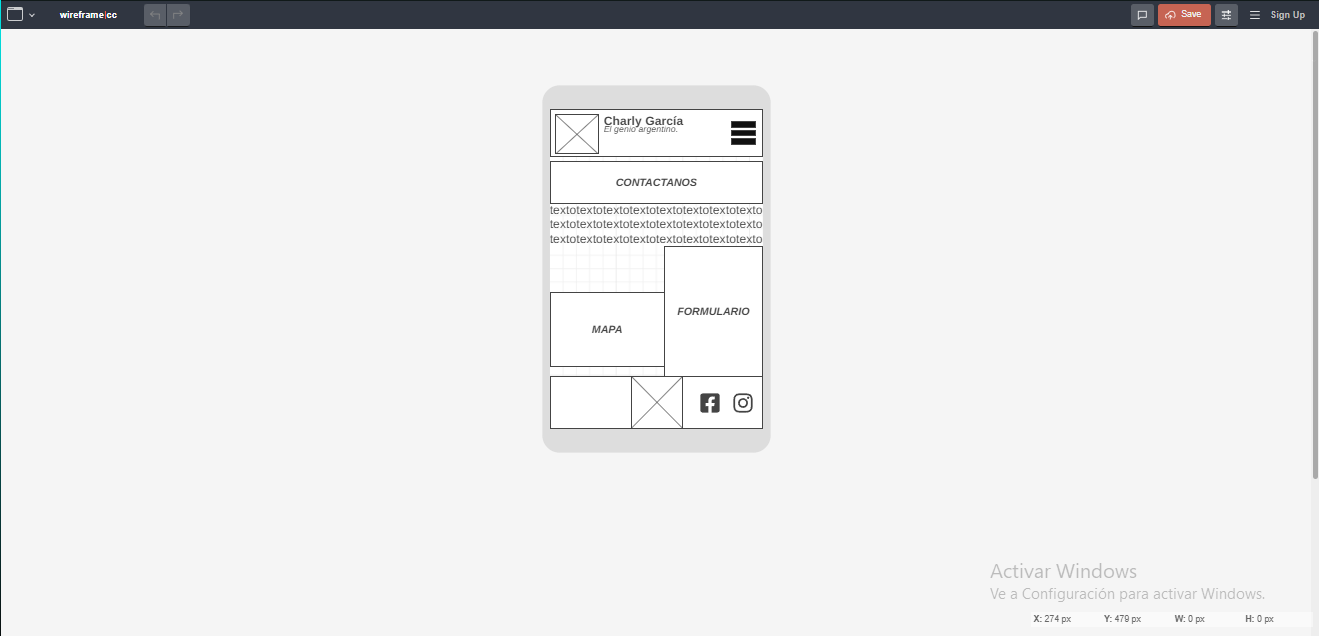 wireframe|cc
Save
Sign Up
Charly García
El genio argentino.
CONTACTANOS
textotextotextotextotextotextotextotexto
textotextotextotextotextotextotextotexto
textotextotextotextotextotextotextotexto
FORMULARIO
MAPA
Activar Windows
Ve a Configuración para activar Windows.
X: 274 px Y: 479 px W: 0 px H: 0 px